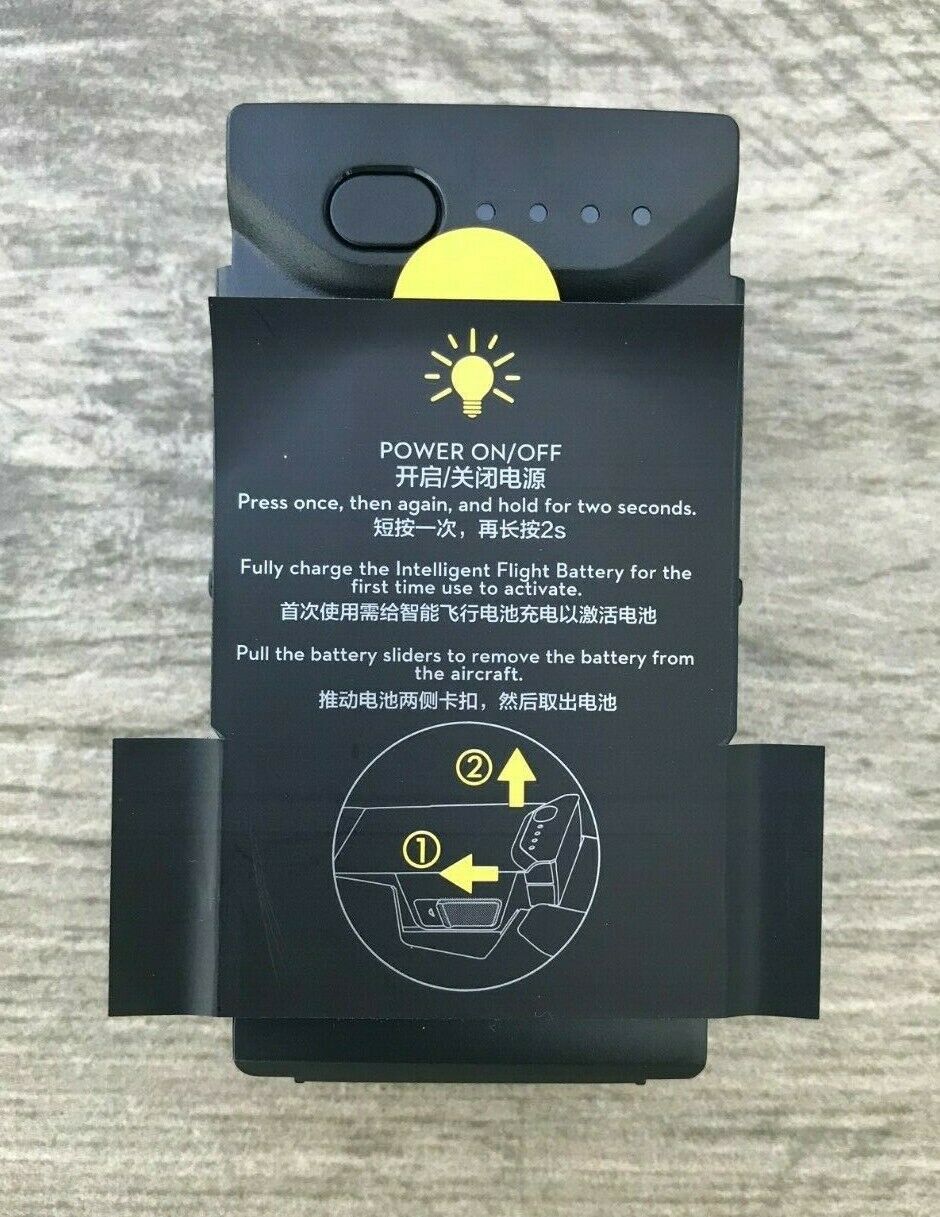 POWER ON/OFF
开启/关闭电源
Press once, then again, and hold for two seconds.
短按一次，再长按2s
Fully charge the Intelligent Flight Battery for the
first time use to activate.
首次使用需给智能飞行电池充电以激活电池
Pull the battery sliders to remove the battery from
the aircraft.
推动电池两侧卡扣，然后取出电池
②
①